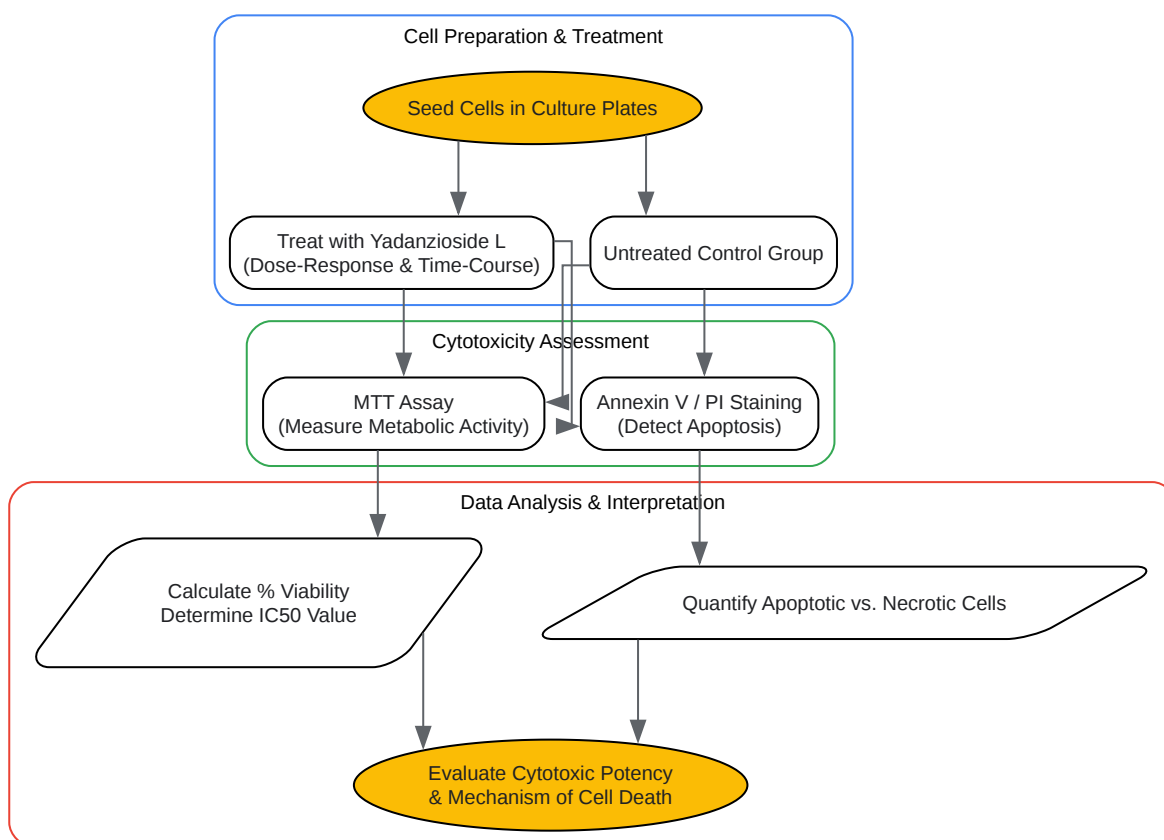 Cell Preparation & Treatment
Seed Cells in Culture Plates
Treat with Yadanzioside L
(Dose-Response & Time-Course)
Untreated Control Group
Cytotoxicity Assessment
MTT Assay
(Measure Metabolic Activity)
Annexin V / PI Staining
(Detect Apoptosis)
Data Analysis & Interpretation
Calculate % Viability
Determine IC50 Value
Quantify Apoptotic vs. Necrotic Cells
Evaluate Cytotoxic Potency
& Mechanism of Cell Death